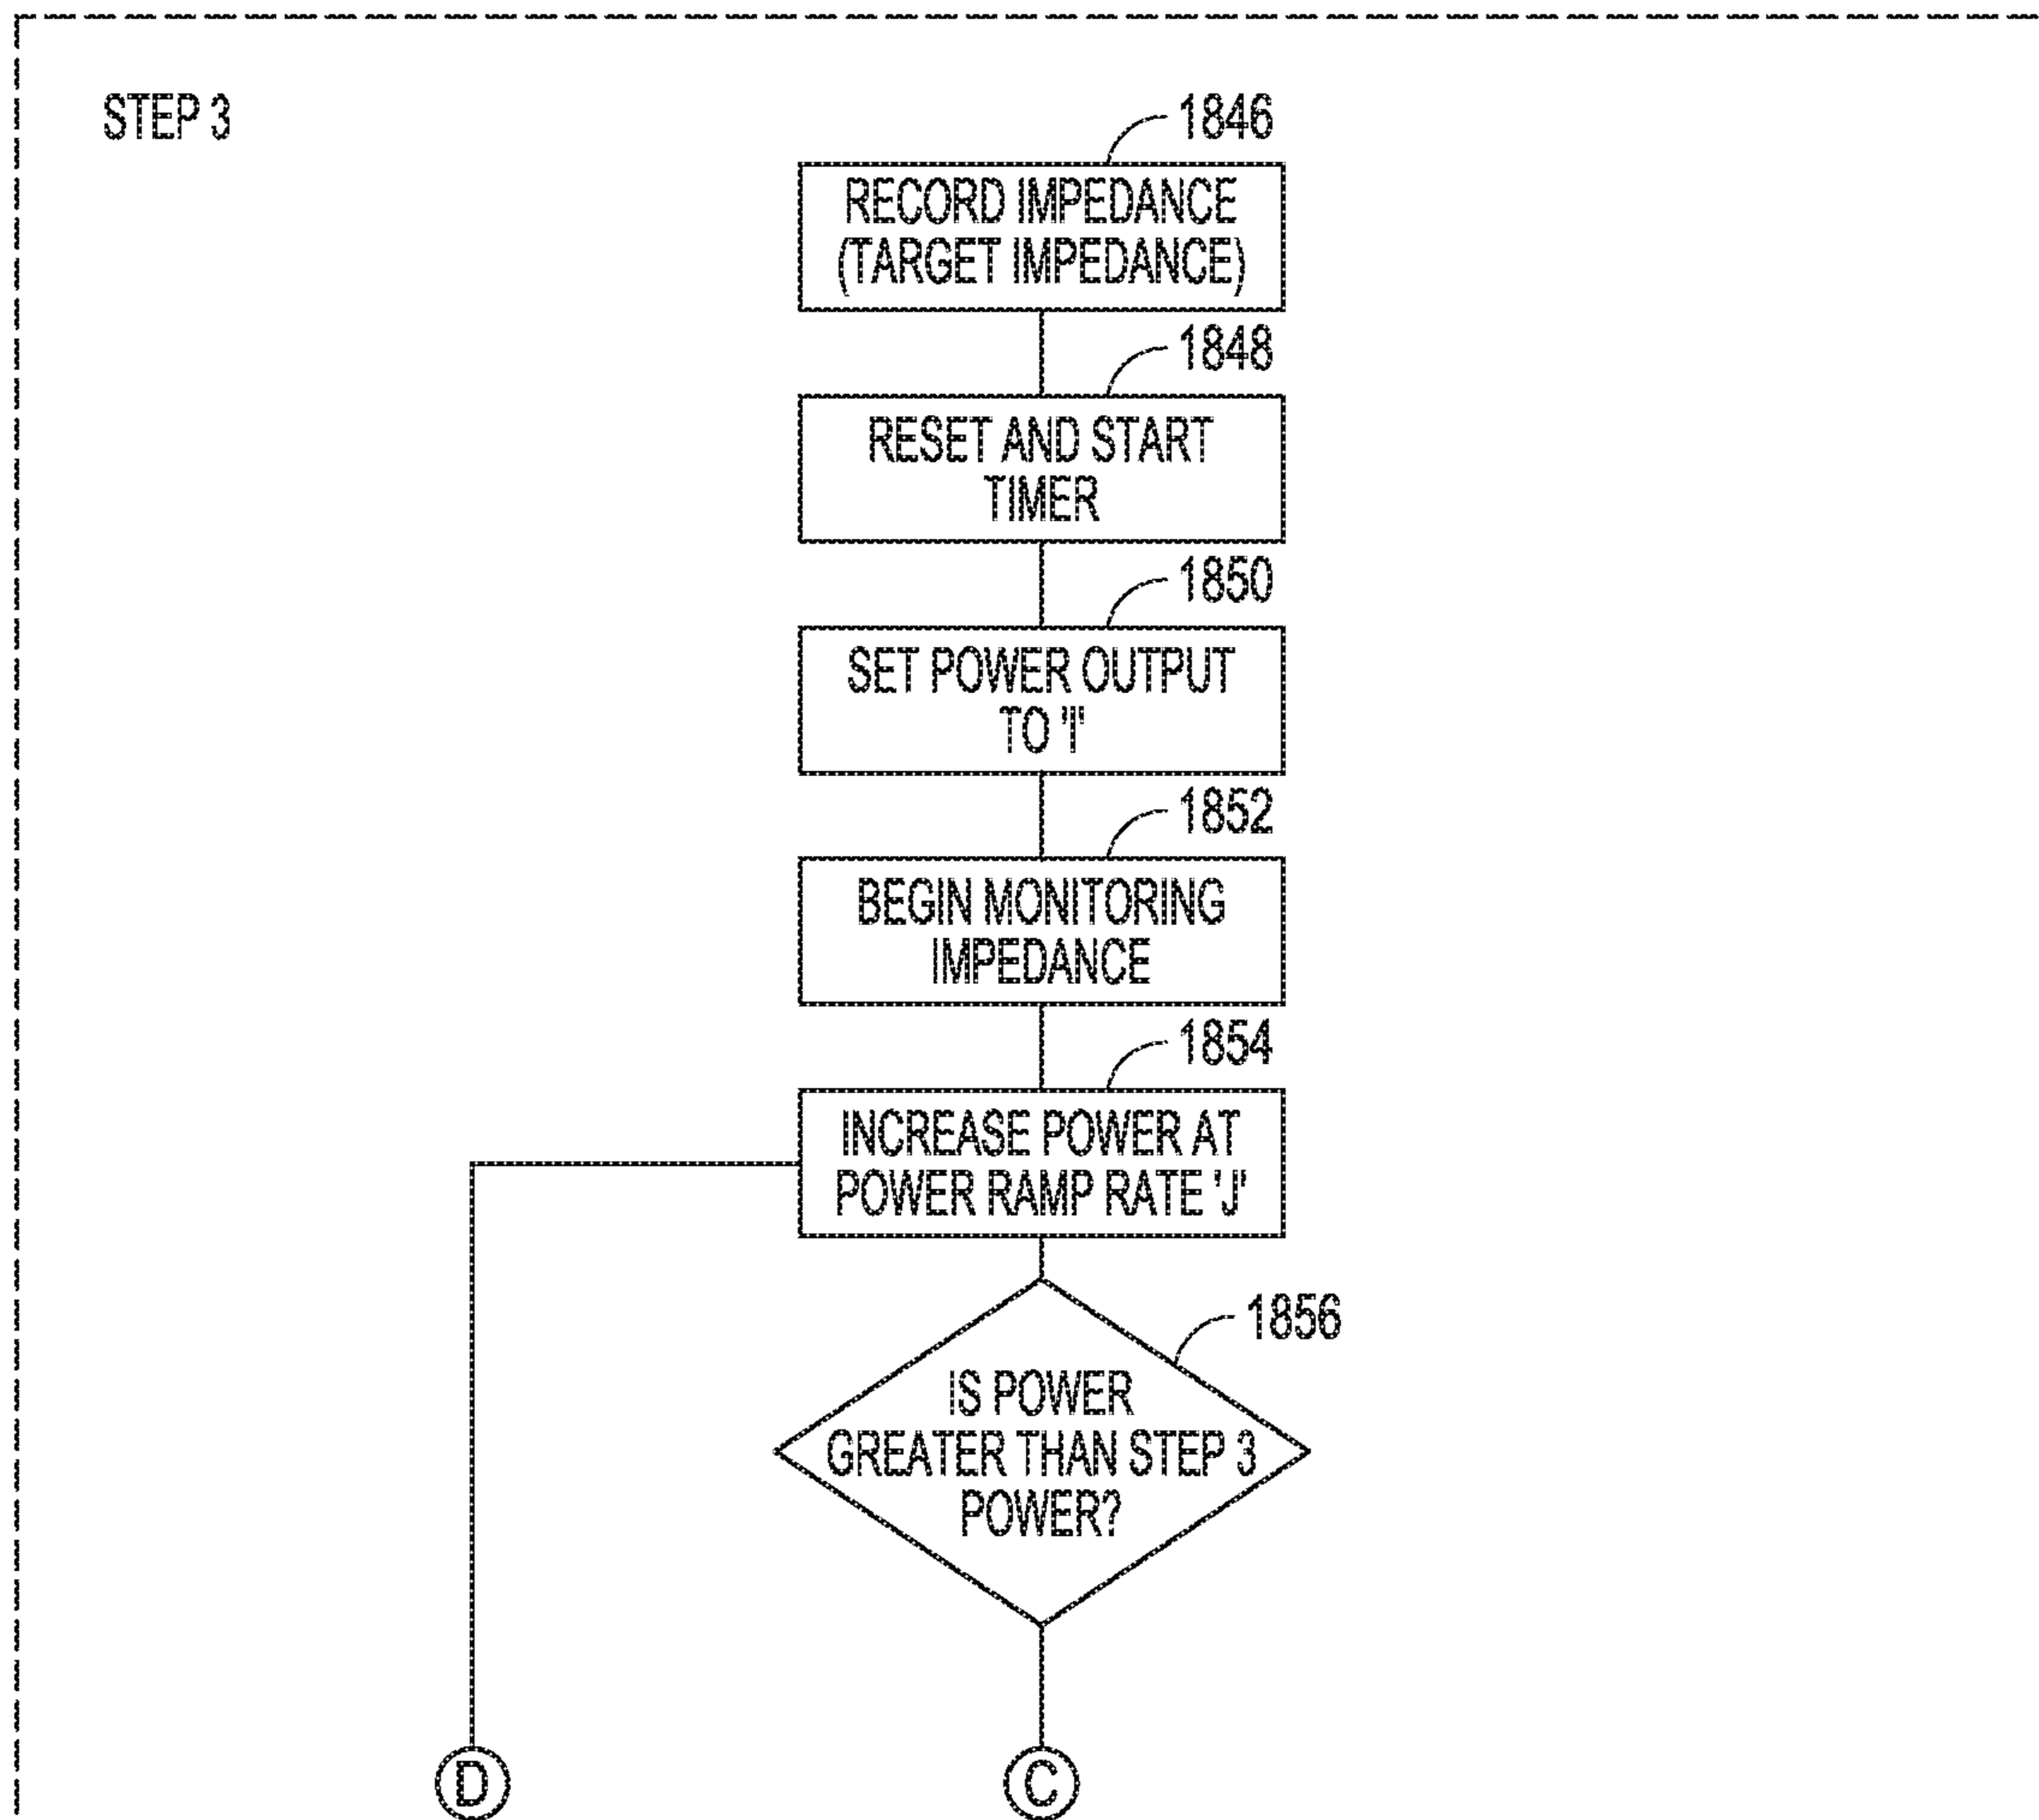 STEP 3
1846
RECORD IMPEDANCE
(TARGET IMPEDANCE)
1848
RESET AND START
TIMER
1850
SET POWER OUTPUT
TO 'I'
1852
BEGIN MONITORING
IMPEDANCE
1854
INCREASE POWER AT
POWER RAMP RATE 'J'
1856
IS POWER
GREATER THAN STEP 3
POWER?
D
C